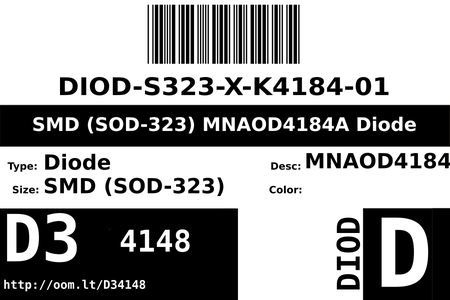 DIOD-S323-X-K4184-01
SMD (SOD-323) MNAOD4184A Diode
Type: Diode
Desc: MNAOD4184
Size: SMD (SOD-323)
Color:
D3
4148
DIOD
D
http://oom.lt/D34148